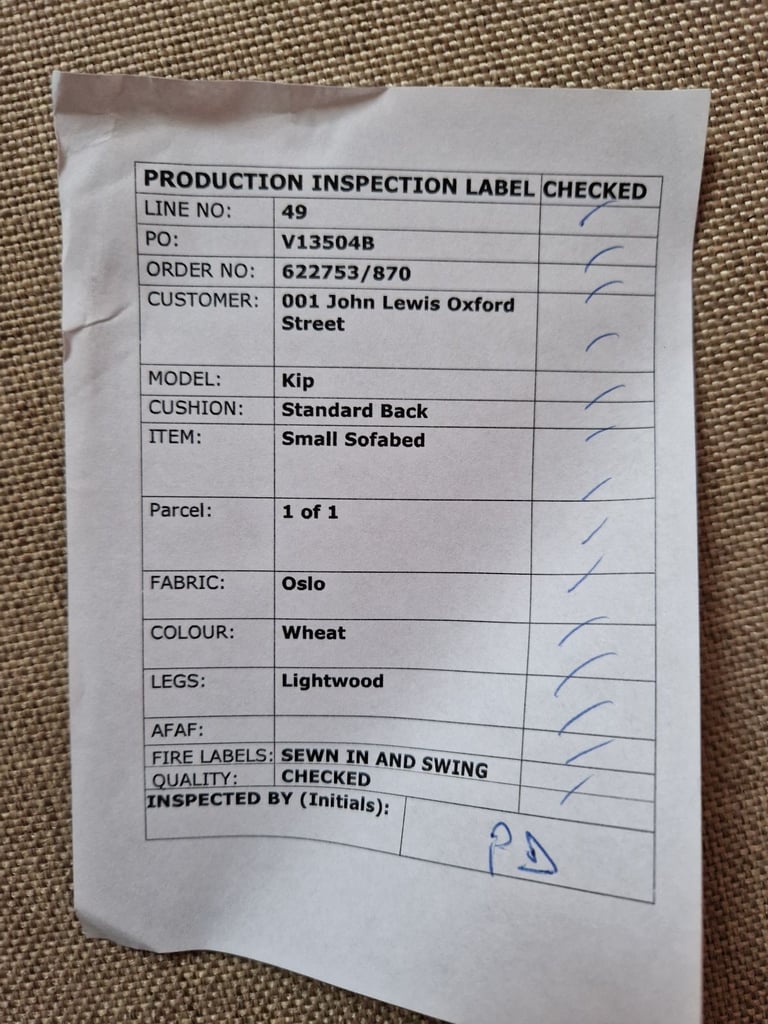 PRODUCTION INSPECTION LABEL CHECKED
LINE NO: 49
PO: V13504B
ORDER NO: 622753/870
CUSTOMER: 001 John Lewis Oxford
Street
MODEL: Kip
CUSHION: Standard Back
ITEM: Small Sofabed
Parcel: 1 of 1
FABRIC: Oslo
COLOUR: Wheat
LEGS: Lightwood
AFAF:
FIRE LABELS: SEWN IN AND SWING
QUALITY: CHECKED
INSPECTED BY (Initials): PD